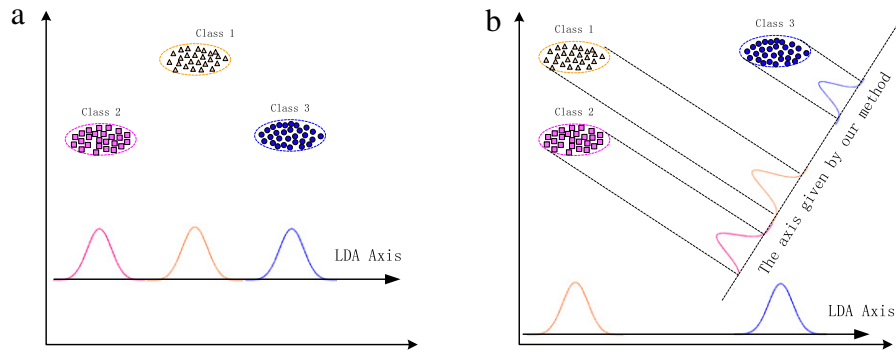 a
Class 1
Class 2
Class 3
LDA Axis
b
Class 1
Class 3
Class 2
The axis given by our method
LDA Axis